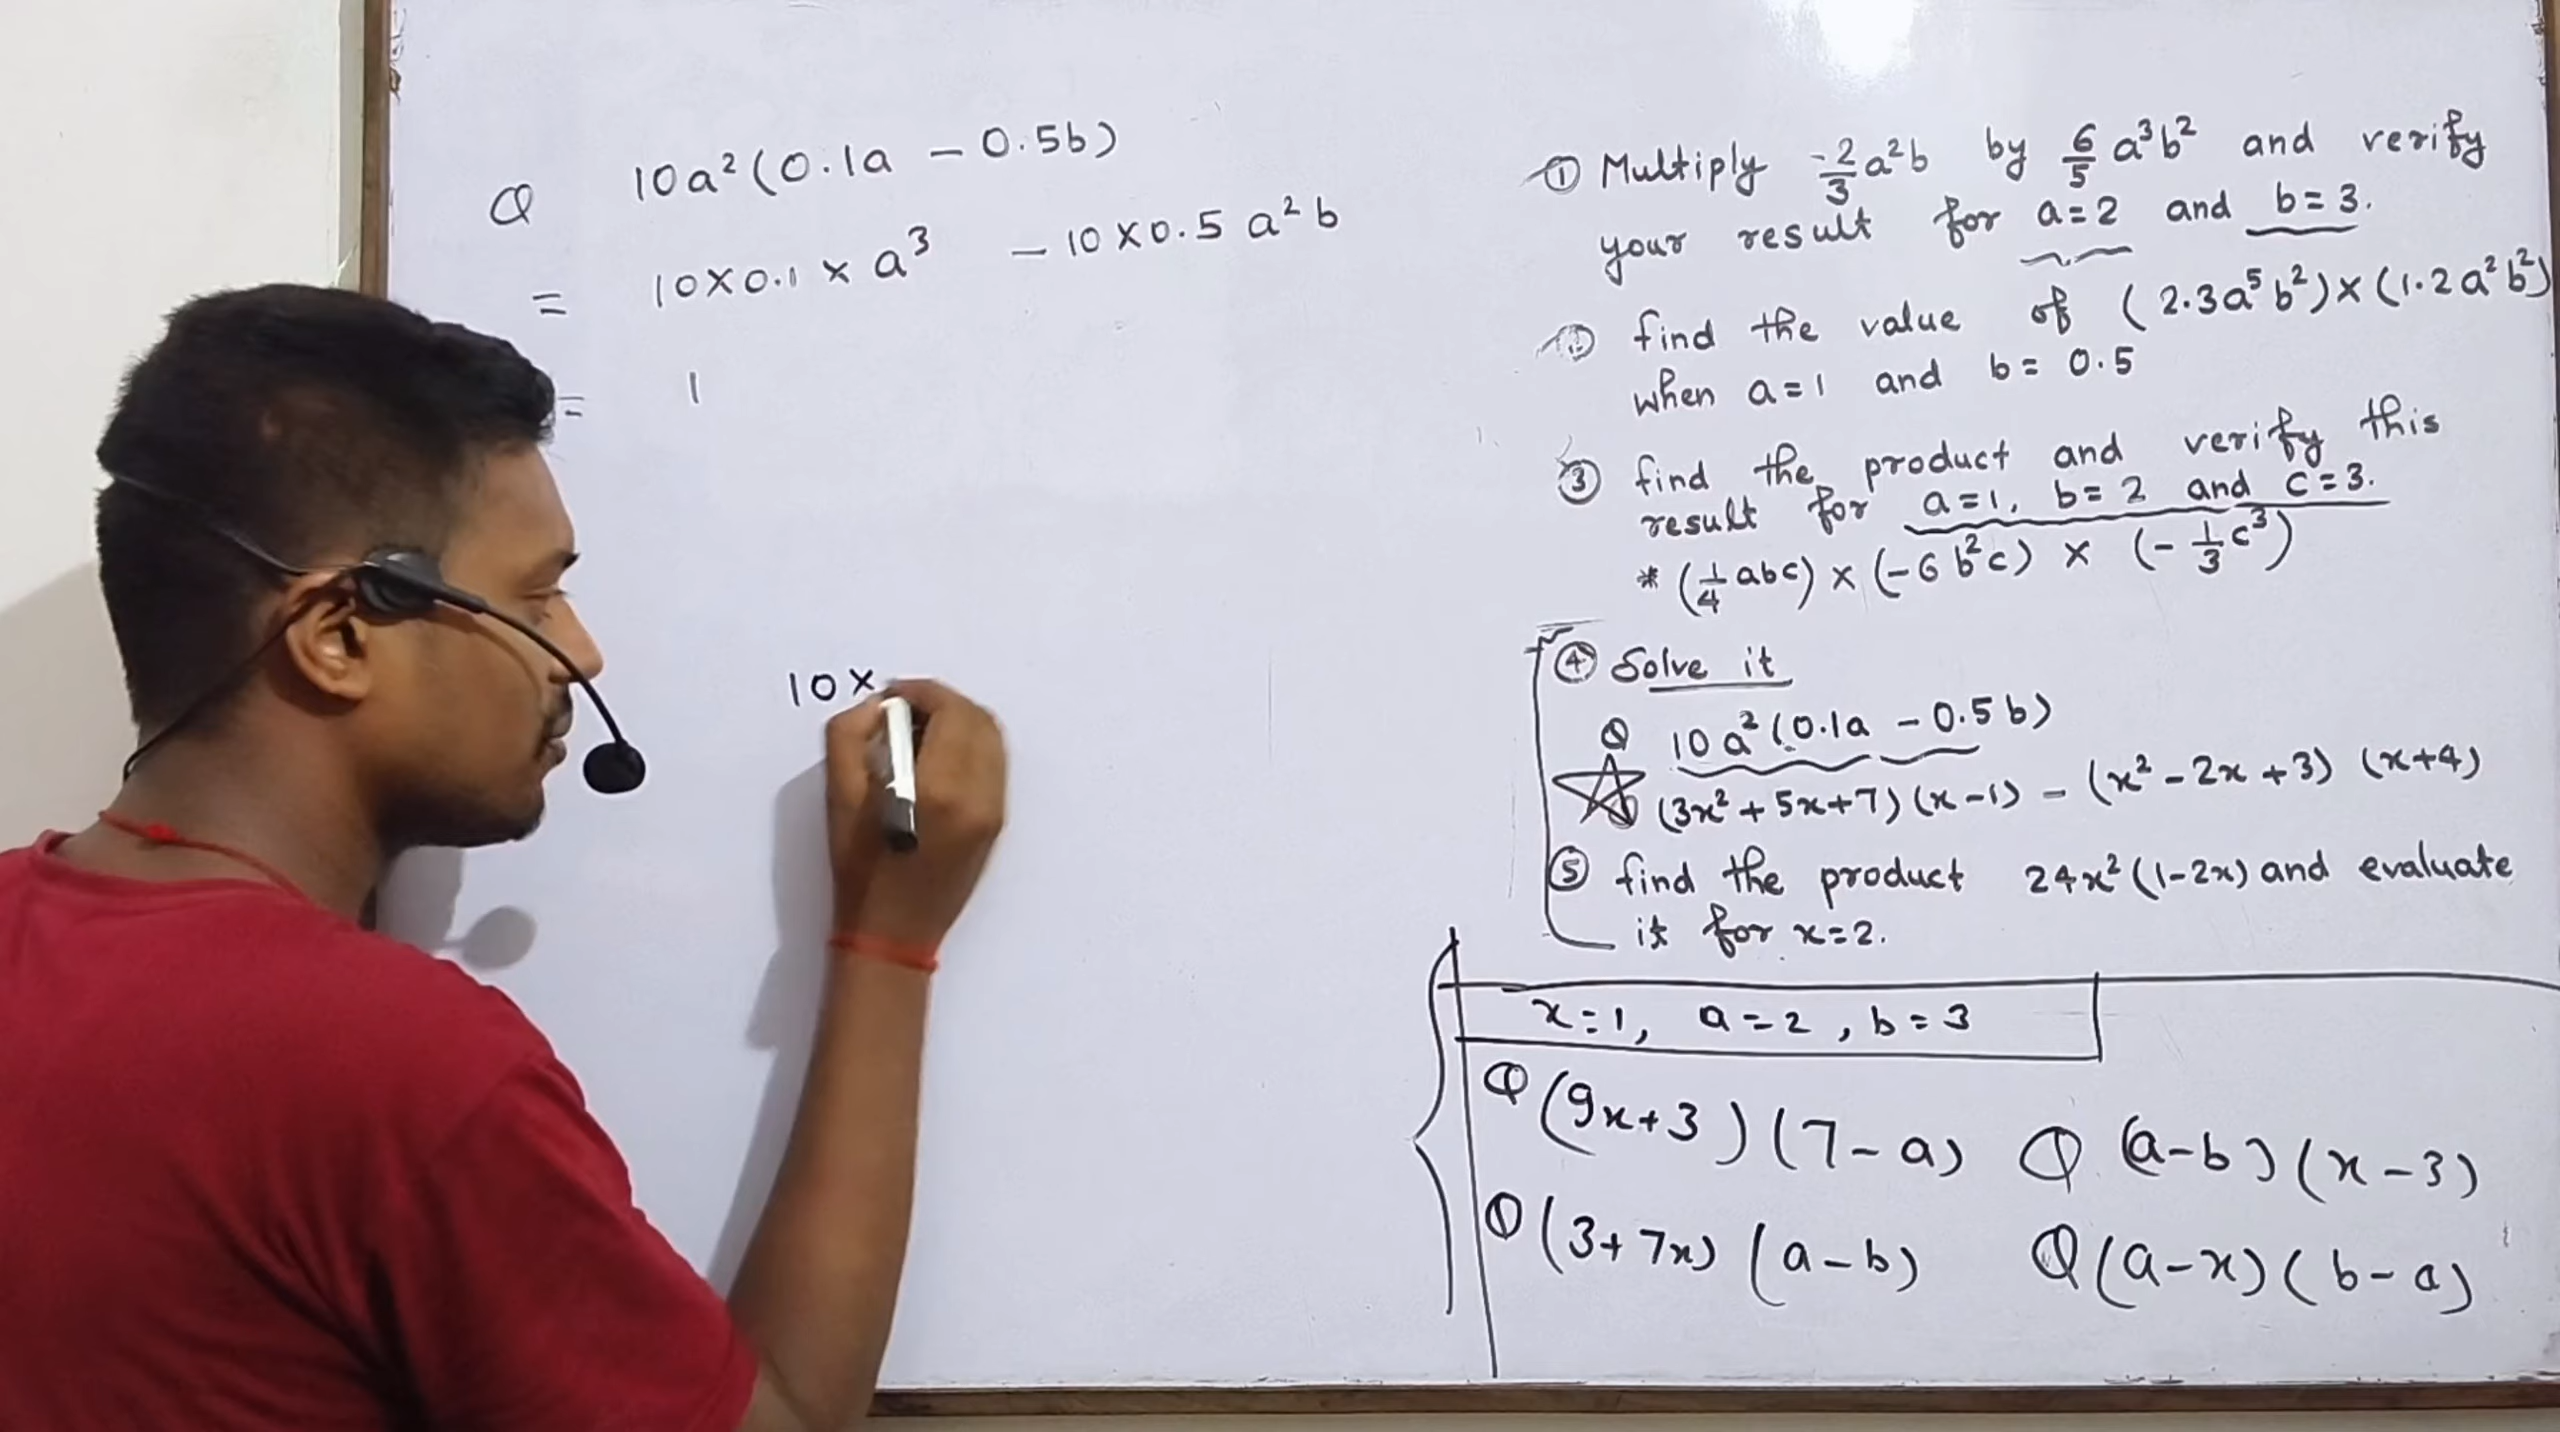 Q 10a²(0.1a - 0.5b)
= 10×0.1×a³ - 10×0.5 a²b
= 1
10×
① Multiply -2/3 a²b by 6/5 a³b² and verify
your result for a=2 and b=3.
find the value of (2.3a⁵b²)×(1.2a²b²)
when a=1 and b=0.5
③ find the product and verify this
result for a=1, b=2 and c=3.
* (1/4 abc) × (-6b²c) × (-1/3 c³)
④ Solve it
Q 10a²(0.1a - 0.5b)
(3x²+5x+7)(x-1) - (x²-2x+3)(x+4)
⑤ find the product 24x²(1-2x) and evaluate
it for x=2.
x=1, a=2, b=3
Q (9x+3)(7-a) Q (a-b)(x-3)
Q (3+7x)(a-b) Q (a-x)(b-a)